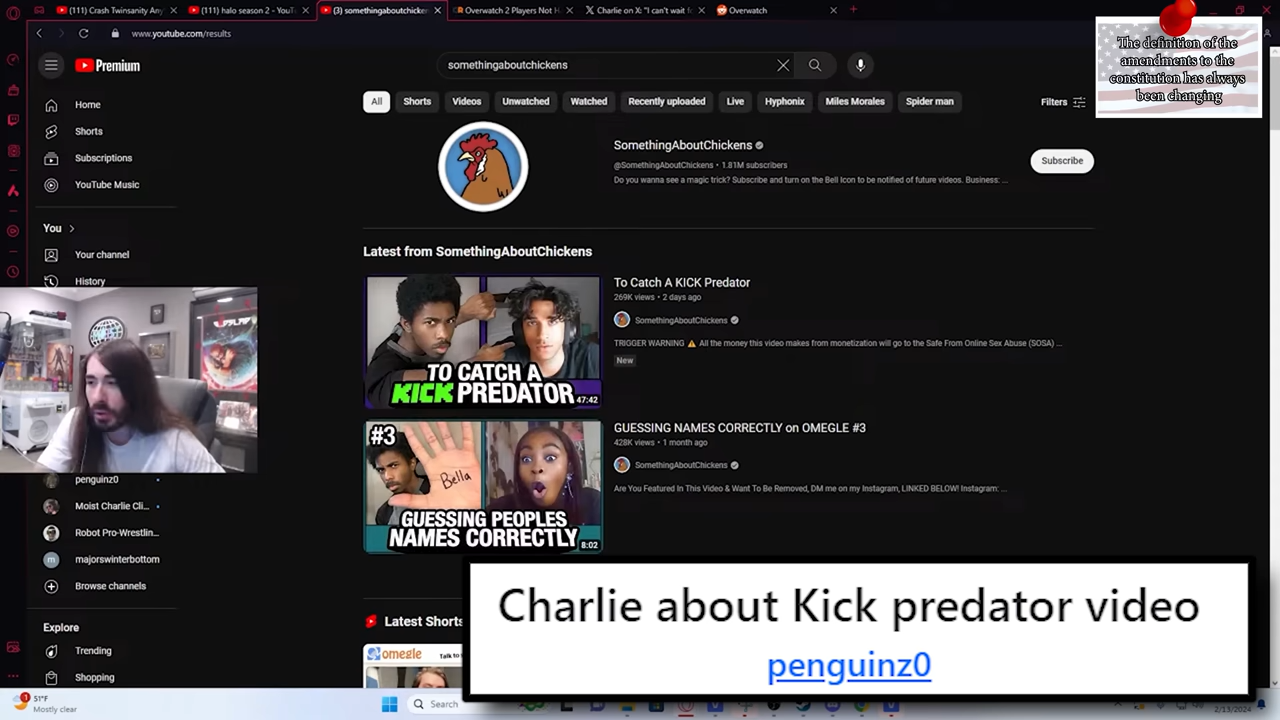 (111) Crash Twinsanity Any
(111) halo season 2 - YouT
(3) somethingaboutchicke
Overwatch 2 Players Not H
Charlie on X: "I can't wait f
Overwatch
www.youtube.com/results
The definition of the
amendments to the
constitution has always
been changing
Premium
somethingaboutchickens
Home
All
Shorts
Videos
Unwatched
Watched
Recently uploaded
Live
Hyphonix
Miles Morales
Spider man
Filters
Shorts
Subscriptions
YouTube Music
SomethingAboutChickens
@SomethingAboutChickens • 1.81M subscribers
Do you wanna see a magic trick? Subscribe and turn on the Bell Icon to be notified of future videos. Business: ...
Subscribe
You
Your channel
History
Latest from SomethingAboutChickens
TO CATCH A
KICK PREDATOR
47:42
To Catch A KICK Predator
269K views • 2 days ago
SomethingAboutChickens
TRIGGER WARNING ⚠ All the money this video makes from monetization will go to the Safe From Online Sex Abuse (SOSA) ...
New
#3
Bella
GUESSING PEOPLES
NAMES CORRECTLY
8:02
GUESSING NAMES CORRECTLY on OMEGLE #3
428K views • 1 month ago
SomethingAboutChickens
Are You Featured In This Video & Want To Be Removed, DM me on my Instagram, LINKED BELOW! Instagram: ...
penguinz0
Moist Charlie Cli...
Robot Pro-Wrestlin...
majorswinterbottom
Browse channels
Explore
Trending
Shopping
Latest Shorts
omegle
Talk to
Charlie about Kick predator video
penguinz0
1
51°F
Mostly clear
Search
2/13/2024